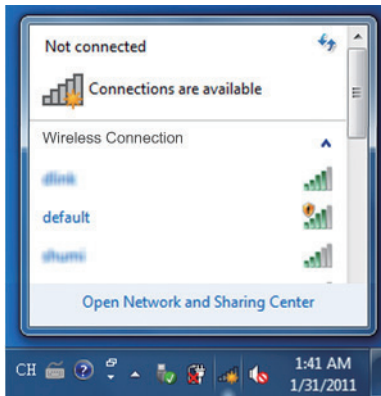 Not connected
Connections are available
Wireless Connection
dlink
default
Open Network and Sharing Center
CH
1:41 AM
1/31/2011